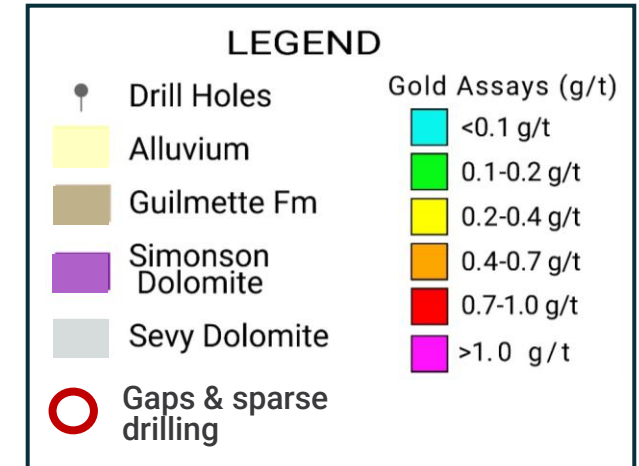 LEGEND
Drill Holes
Alluvium
Guilmette Fm
Simonson
Dolomite
Sevy Dolomite
Gaps & sparse
drilling
Gold Assays (g/t)
<0.1 g/t
0.1-0.2 g/t
0.2-0.4 g/t
0.4-0.7 g/t
0.7-1.0 g/t
>1.0 g/t